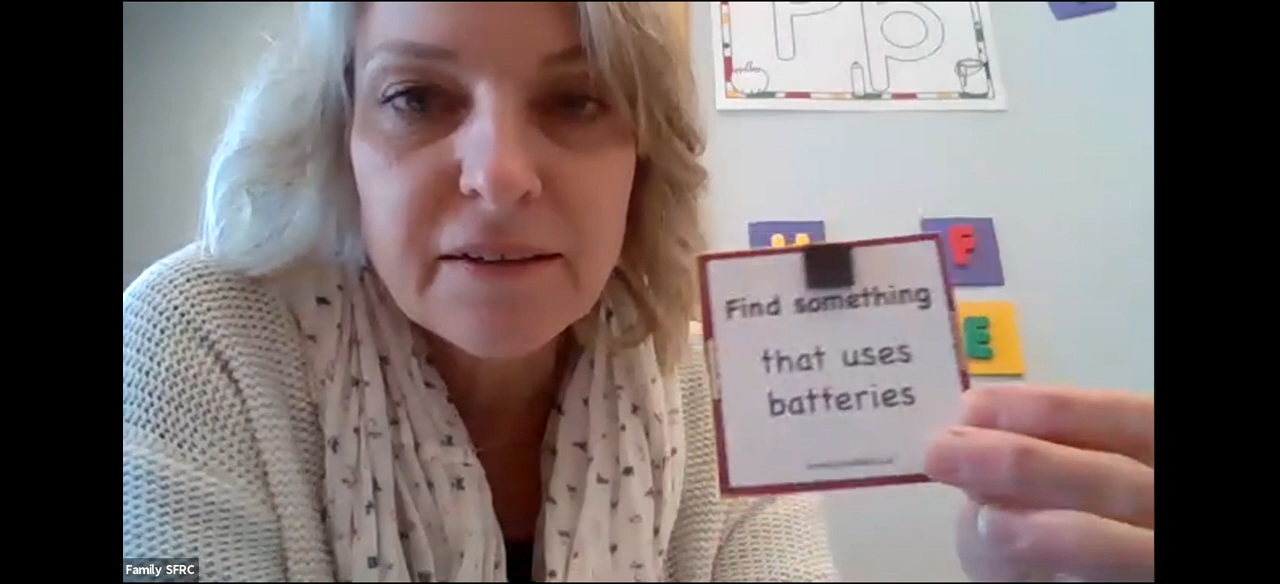 Pp
F
E
Find something
that uses
batteries
Family SFRC